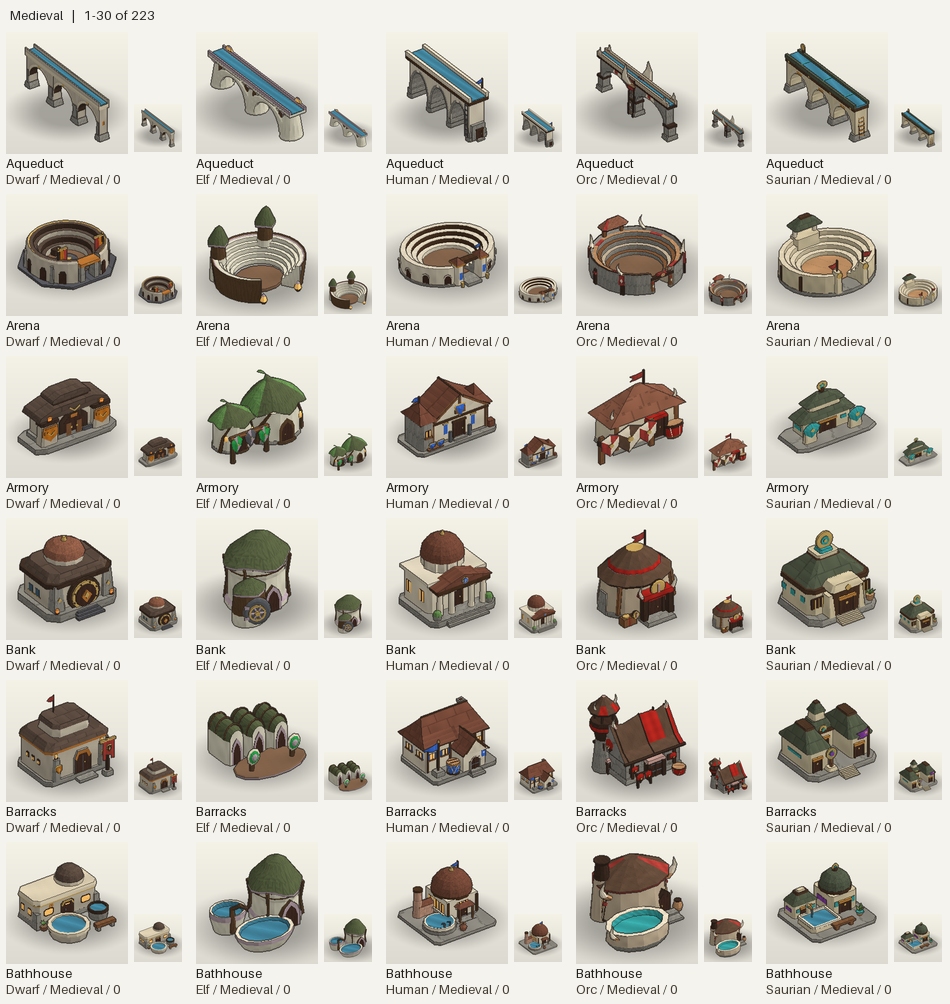 Medieval | 1-30 of 223
Aqueduct Aqueduct Aqueduct Aqueduct Aqueduct
Dwarf / Medieval / 0 Elf / Medieval / 0 Human / Medieval / 0 Orc / Medieval / 0 Saurian / Medieval / 0
Arena Arena Arena Arena Arena
Dwarf / Medieval / 0 Elf / Medieval / 0 Human / Medieval / 0 Orc / Medieval / 0 Saurian / Medieval / 0
Armory Armory Armory Armory Armory
Dwarf / Medieval / 0 Elf / Medieval / 0 Human / Medieval / 0 Orc / Medieval / 0 Saurian / Medieval / 0
Bank Bank Bank Bank Bank
Dwarf / Medieval / 0 Elf / Medieval / 0 Human / Medieval / 0 Orc / Medieval / 0 Saurian / Medieval / 0
Barracks Barracks Barracks Barracks Barracks
Dwarf / Medieval / 0 Elf / Medieval / 0 Human / Medieval / 0 Orc / Medieval / 0 Saurian / Medieval / 0
Bathhouse Bathhouse Bathhouse Bathhouse Bathhouse
Dwarf / Medieval / 0 Elf / Medieval / 0 Human / Medieval / 0 Orc / Medieval / 0 Saurian / Medieval / 0